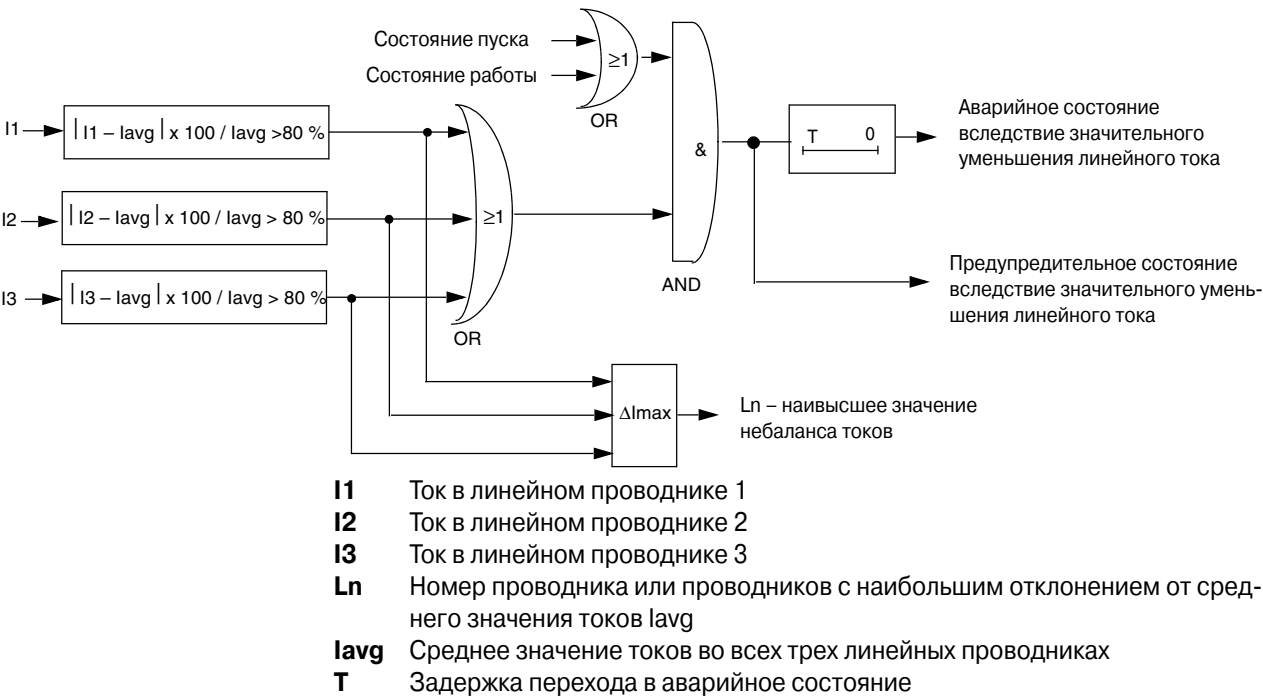 Состояние пуска
Состояние работы
≥1
OR
I1
| I1 – Iavg | x 100 / Iavg >80 %
I2
| I2 – Iavg | x 100 / Iavg > 80 %
I3
| I3 – Iavg | x 100 / Iavg > 80 %
≥1
OR
&
AND
T 0
Аварийное состояние
вследствие значительного
уменьшения линейного тока
Предупредительное состояние
вследствие значительного умень-
шения линейного тока
ΔImax
Ln – наивысшее значение
небаланса токов
I1 Ток в линейном проводнике 1
I2 Ток в линейном проводнике 2
I3 Ток в линейном проводнике 3
Ln Номер проводника или проводников с наибольшим отклонением от сред-
него значения токов Iavg
Iavg Среднее значение токов во всех трех линейных проводниках
T Задержка перехода в аварийное состояние